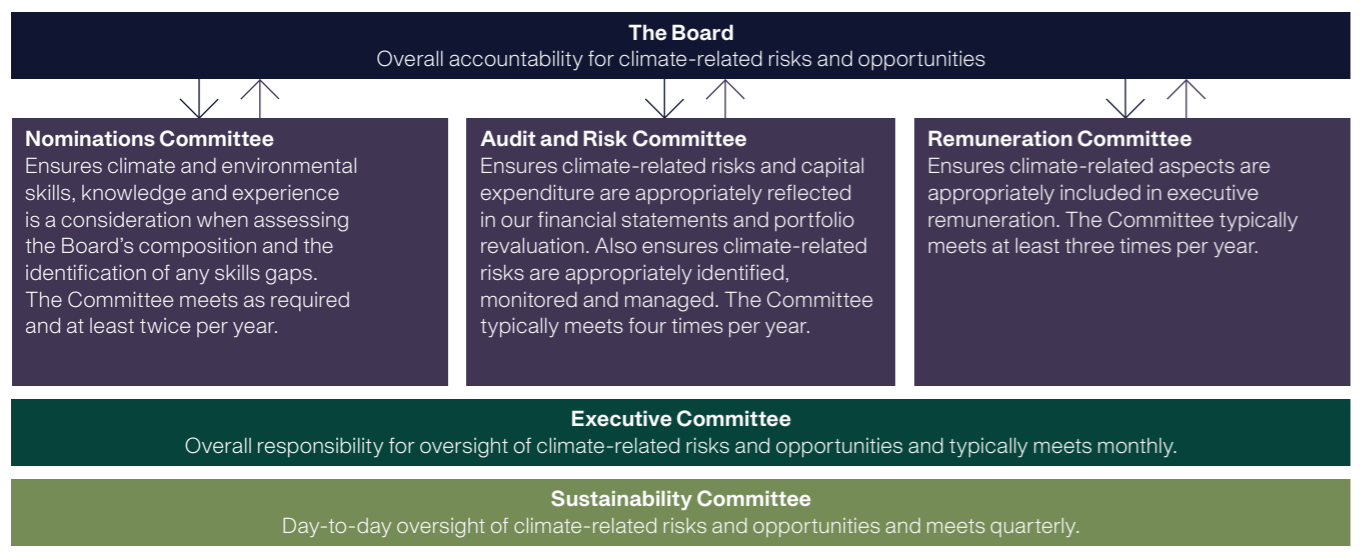 The Board
Overall accountability for climate-related risks and opportunities
Nominations Committee
Ensures climate and environmental
skills, knowledge and experience
is a consideration when assessing
the Board's composition and the
identification of any skills gaps.
The Committee meets as required
and at least twice per year.
Audit and Risk Committee
Ensures climate-related risks and capital
expenditure are appropriately reflected
in our financial statements and portfolio
revaluation. Also ensures climate-related
risks are appropriately identified,
monitored and managed. The Committee
typically meets four times per year.
Remuneration Committee
Ensures climate-related aspects are
appropriately included in executive
remuneration. The Committee typically
meets at least three times per year.
Executive Committee
Overall responsibility for oversight of climate-related risks and opportunities and typically meets monthly.
Sustainability Committee
Day-to-day oversight of climate-related risks and opportunities and meets quarterly.